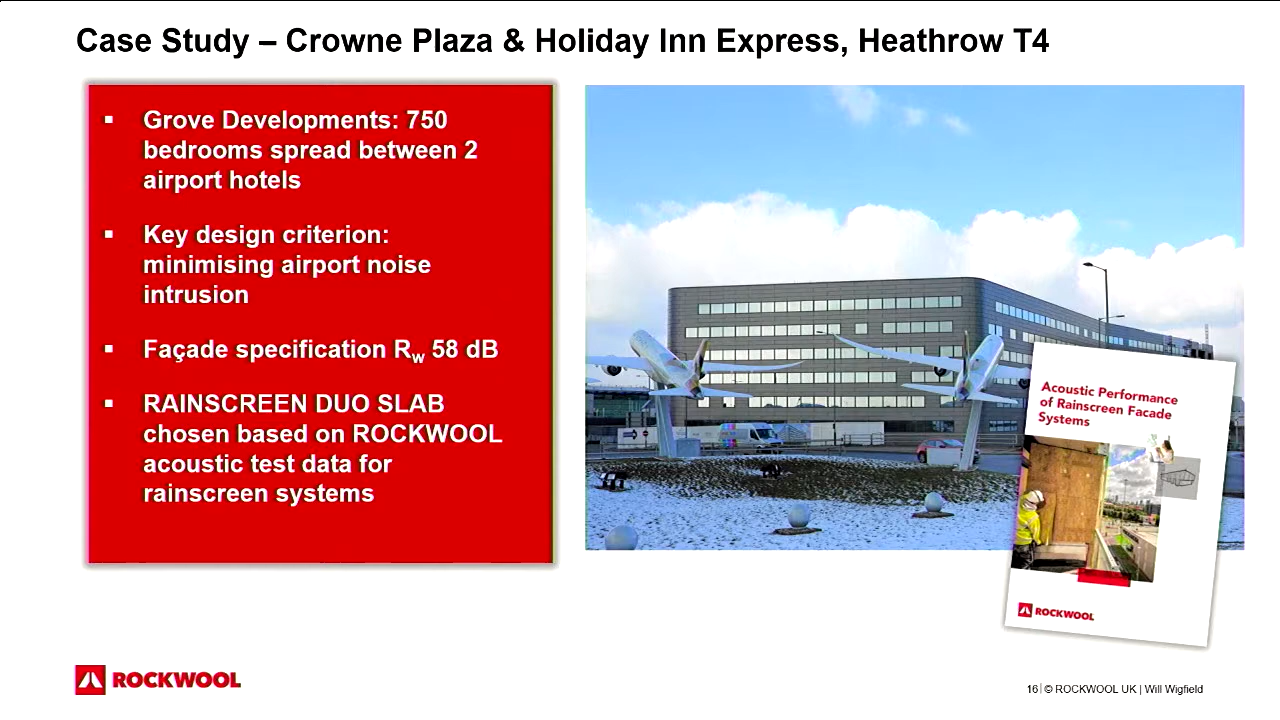 Case Study – Crowne Plaza & Holiday Inn Express, Heathrow T4
▪ Grove Developments: 750
bedrooms spread between 2
airport hotels
▪ Key design criterion:
minimising airport noise
intrusion
▪ Façade specification Rw 58 dB
▪ RAINSCREEN DUO SLAB
chosen based on ROCKWOOL
acoustic test data for
rainscreen systems
Acoustic Performance
of Rainscreen Facade
Systems
ROCKWOOL
ROCKWOOL
16 | © ROCKWOOL UK | Will Wigfield